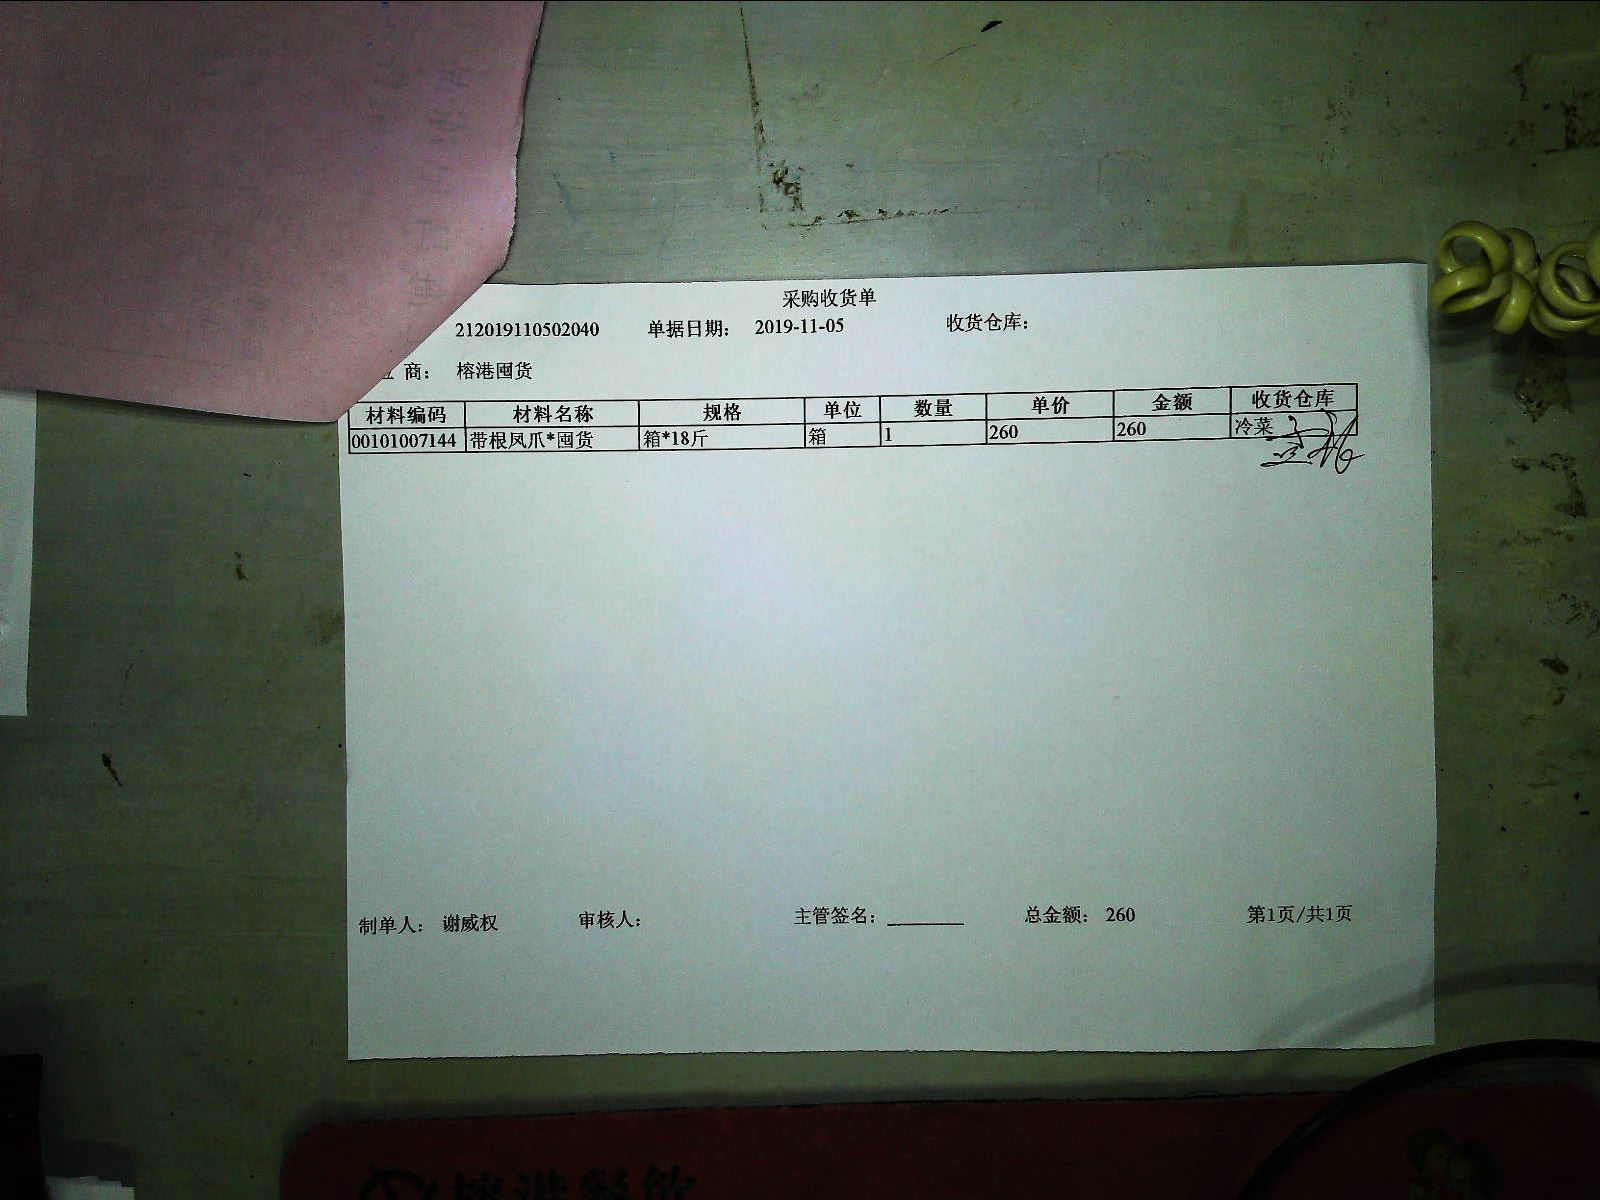 采购收货单
212019110502040 单据日期： 2019-11-05 收货仓库：
商： 榕港囤货
材料编码 材料名称 规格 单位 数量 单价 金额 收货仓库
00101007144 带根凤爪*囤货 箱*18斤 箱 1 260 260 冷菜
制单人： 谢威权 审核人： 主管签名： 总金额： 260 第1页/共1页
榕港餐飲